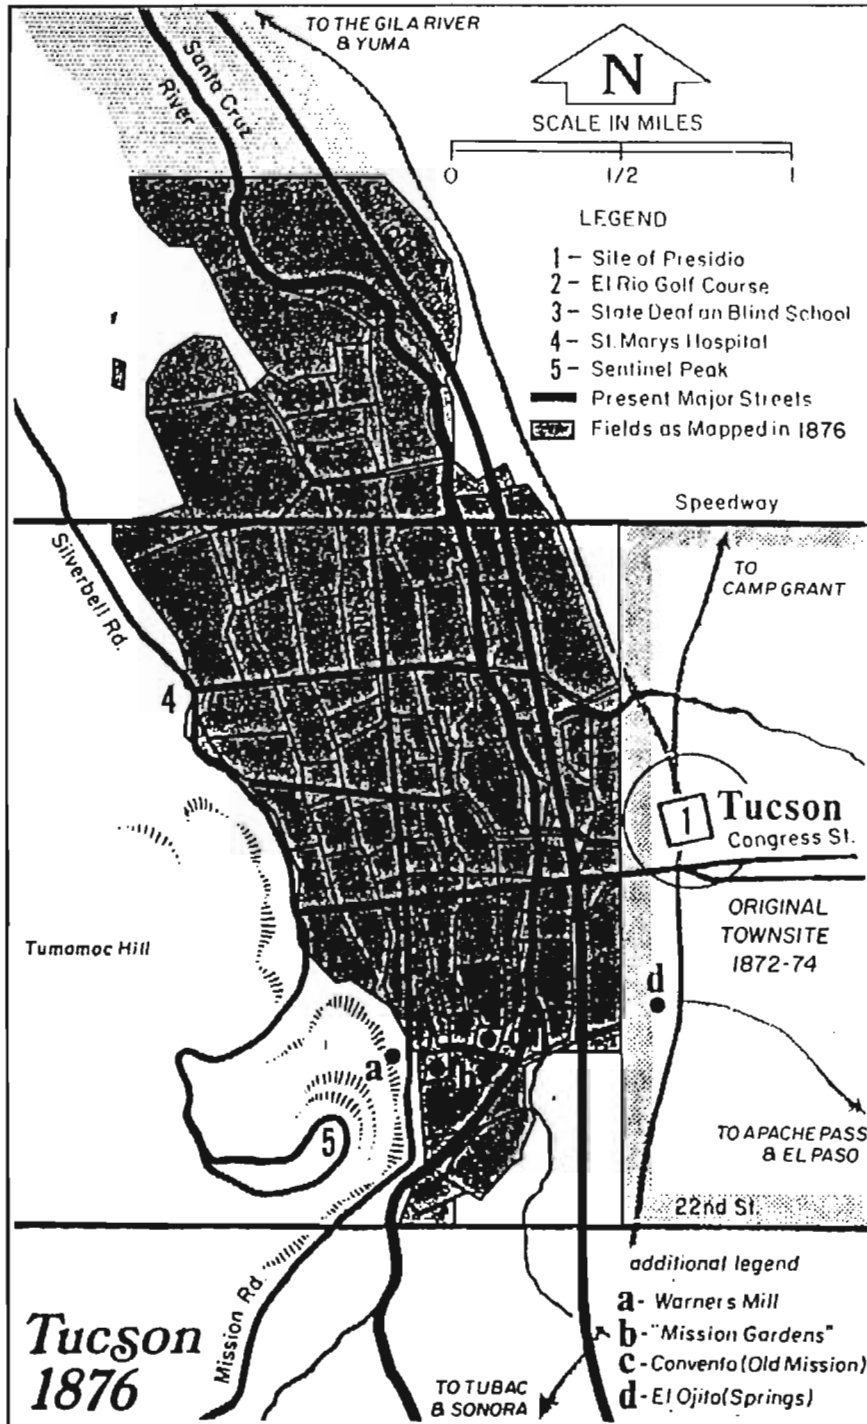 TO THE GILA RIVER
& YUMA
Santa Cruz
River
N
SCALE IN MILES
0 1/2 1
LEGEND
1 - Site of Presidio
2 - El Rio Golf Course
3 - State Deaf an Blind School
4 - St. Marys Hospital
5 - Sentinel Peak
Present Major Streets
Fields as Mapped in 1876
Speedway
Silverbell Rd.
TO
CAMP GRANT
4
1
Tucson
Congress St.
ORIGINAL
TOWNSITE
1872-74
Tumamoc Hill
d
a
b
5
TO APACHE PASS
& EL PASO
22nd St.
Mission Rd.
additional legend
a - Warners Mill
b - "Mission Gardens"
c - Convento (Old Mission)
d - El Ojito (Springs)
Tucson
1876
TO TUBAC
& SONORA